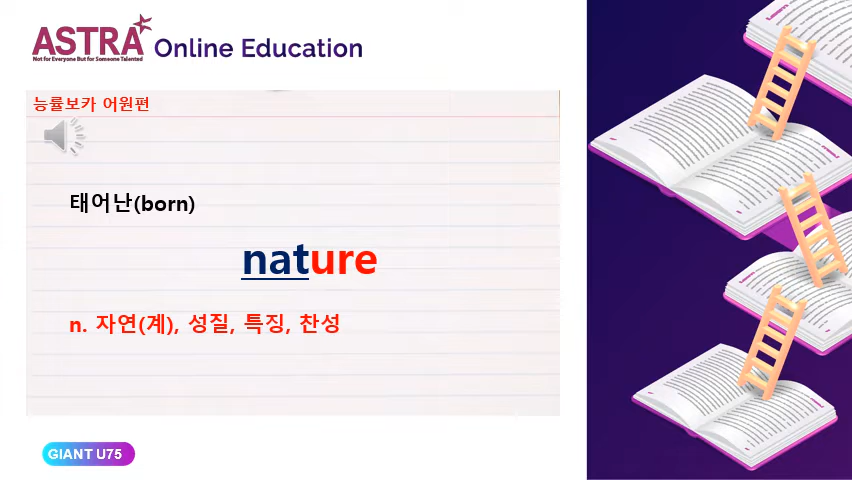 ASTRA Online Education
Not for Everyone But for Someone Talented
능률보카 어원편
태어난(born)
nature
n. 자연(계), 성질, 특징, 찬성
GIANT U75